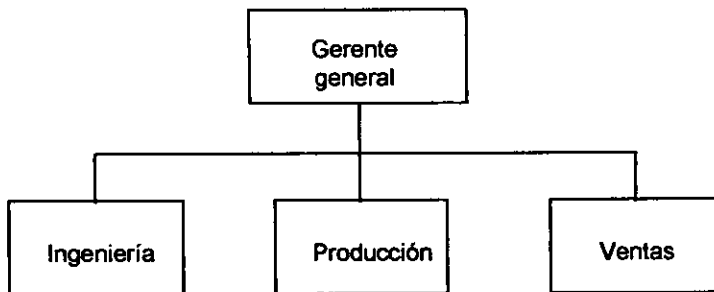 Gerente
general
Ingeniería
Producción
Ventas